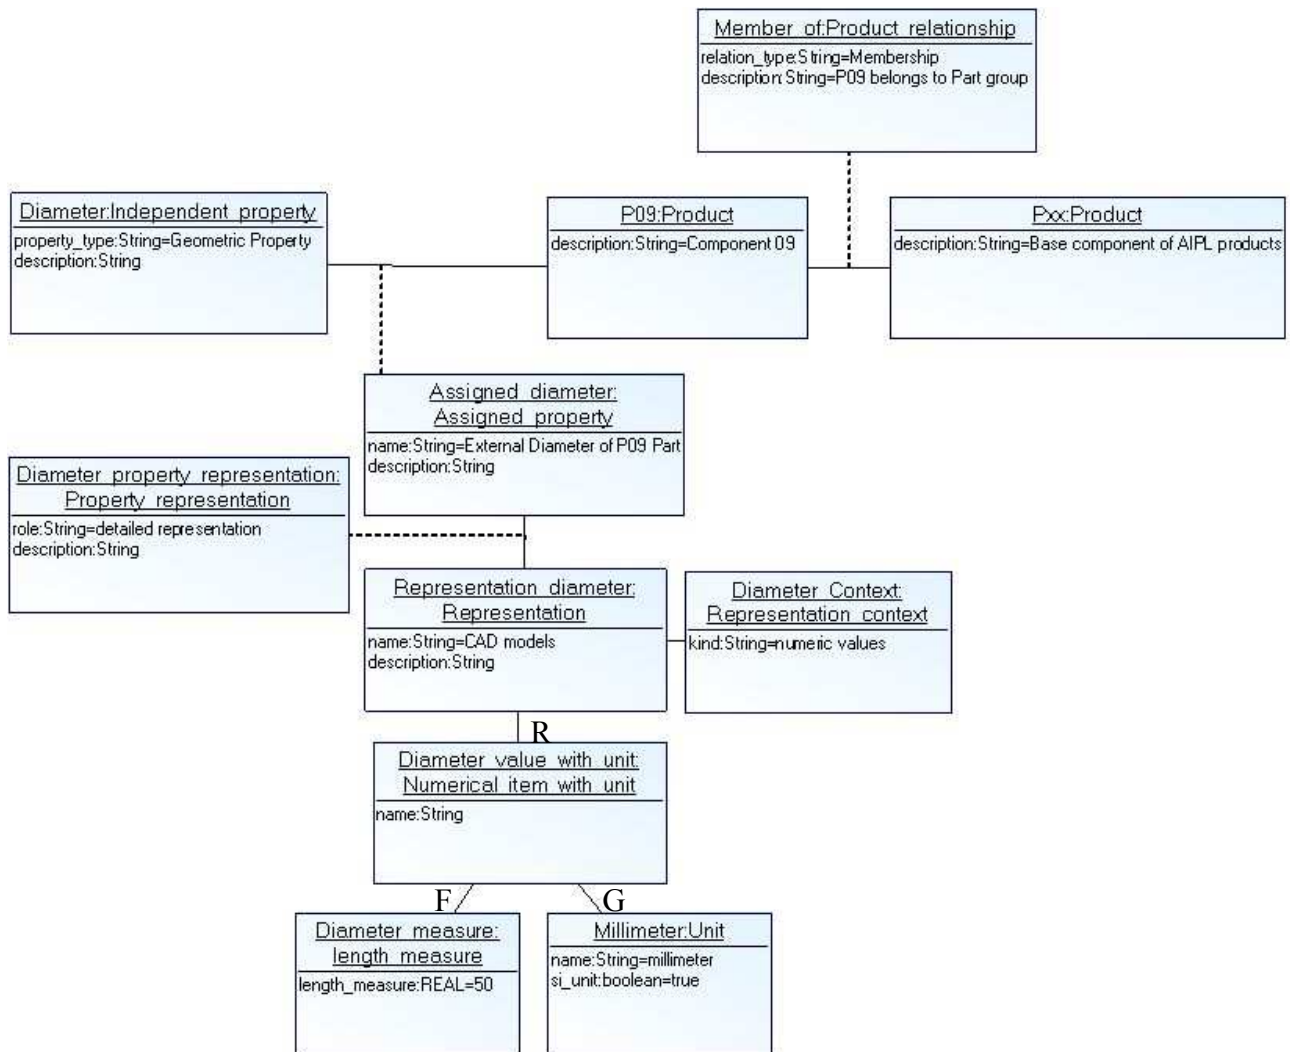 Member of:Product relationship
relation_type:String=Membership
description:String=P09 belongs to Part group
Diameter:Independent property
property_type:String=Geometric Property
description:String
P09:Product
description:String=Component 09
Pxx:Product
description:String=Base component of AIPL products
Assigned diameter:
Assigned property
name:String=External Diameter of P09 Part
description:String
Diameter property representation:
Property representation
role:String=detailed representation
description:String
Representation diameter:
Representation
name:String=CAD models
description:String
Diameter Context:
Representation context
kind:String=numeric values
R
Diameter value with unit:
Numerical item with unit
name:String
F
G
Diameter measure:
length measure
length_measure:REAL=50
Millimeter:Unit
name:String=millimeter
si_unit:boolean=true